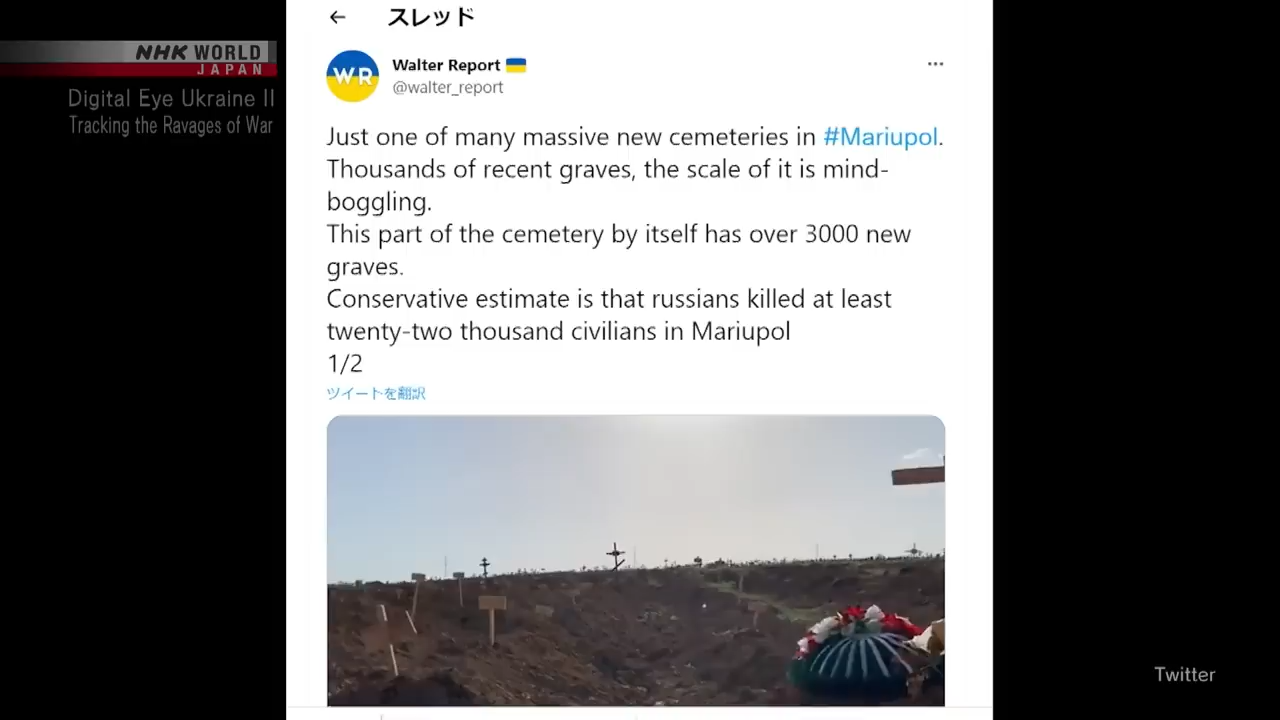 スレッド
NHK WORLD
JAPAN
Digital Eye Ukraine II
Tracking the Ravages of War
WR
Walter Report
@walter_report
Just one of many massive new cemeteries in #Mariupol.
Thousands of recent graves, the scale of it is mind-
boggling.
This part of the cemetery by itself has over 3000 new
graves.
Conservative estimate is that russians killed at least
twenty-two thousand civilians in Mariupol
1/2
ツイートを翻訳
Twitter